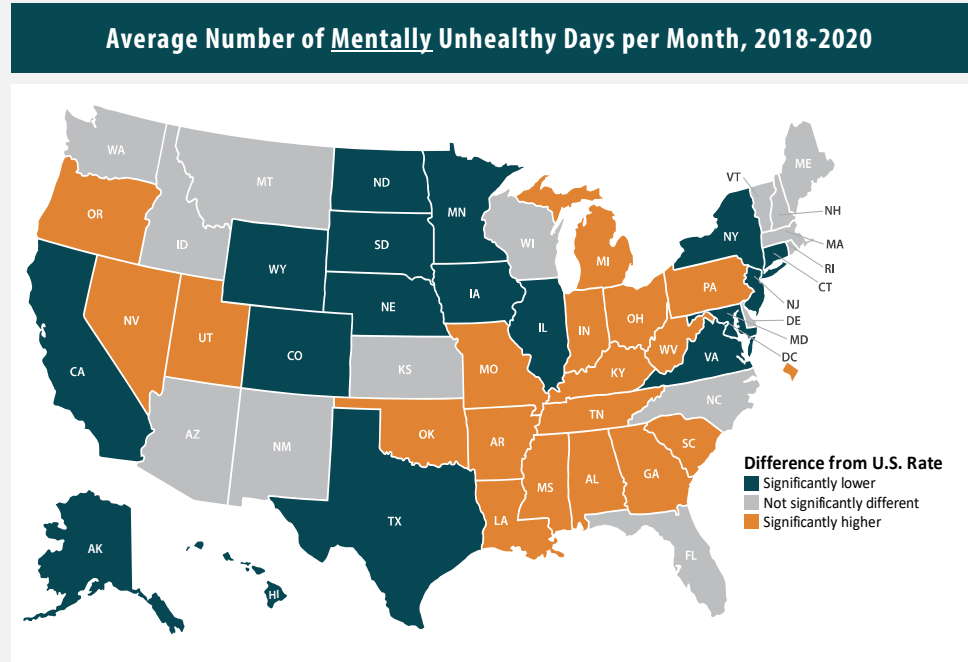 Average Number of Mentally Unhealthy Days per Month, 2018-2020
WA
MT
ND
MN
ME
VT
OR
ID
SD
WI
NH
NY
MA
WY
MI
RI
CT
IA
NE
PA
NJ
NV
UT
CO
IL
IN
OH
DE
MD
WV
VA
DC
CA
KS
MO
KY
NC
AZ
NM
OK
AR
TN
SC
MS
AL
GA
TX
LA
FL
AK
HI
Difference from U.S. Rate
Significantly lower
Not significantly different
Significantly higher